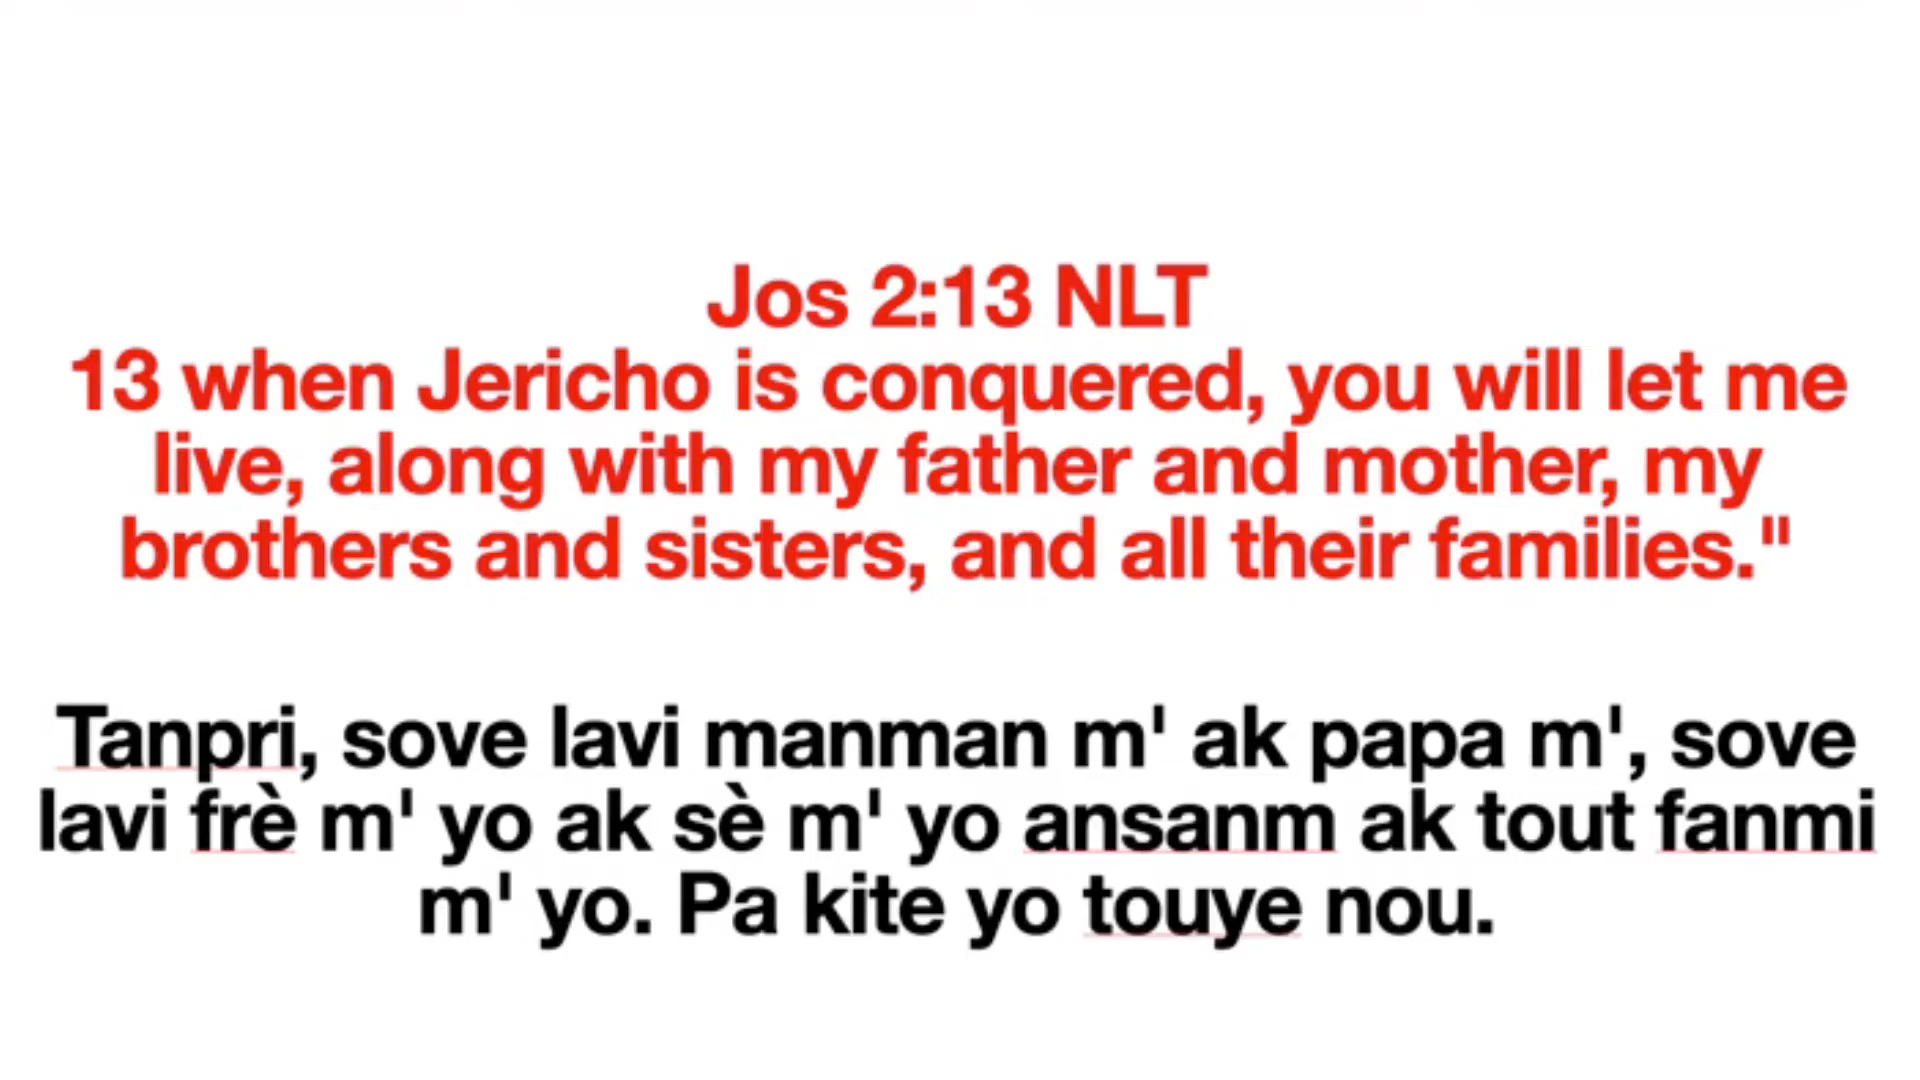 Jos 2:13 NLT
13 when Jericho is conquered, you will let me
live, along with my father and mother, my
brothers and sisters, and all their families."
Tanpri, sove lavi manman m' ak papa m', sove
lavi frè m' yo ak sè m' yo ansanm ak tout fanmi
m' yo. Pa kite yo touye nou.